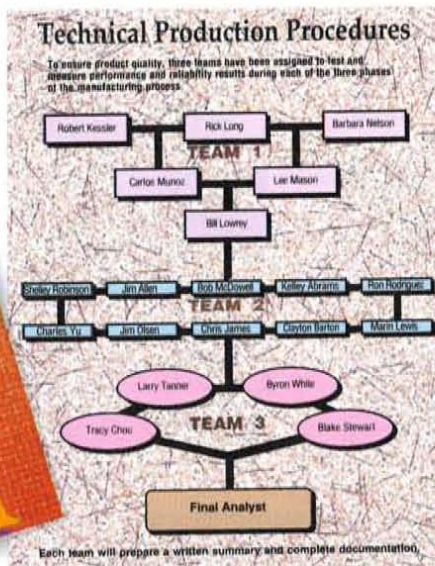 Technical Production Procedures
To ensure product quality, three teams have been assigned to test and
measure performance and reliability results during each of the three phases
of the manufacturing process
Robert Kessler
Rick Long
Barbara Nelson
TEAM 1
Carlos Munoz
Lee Mason
Bill Lowrey
Shelley Robinson
Jim Allen
Bob McDowell
Kelley Abrams
Ron Rodriguez
TEAM 2
Charles Yu
Jim Olsen
Chris James
Clayton Barton
Marin Lewis
Larry Tanner
Byron White
TEAM 3
Tracy Chou
Blake Stewart
Final Analyst
Each team will prepare a written summary and complete documentation.